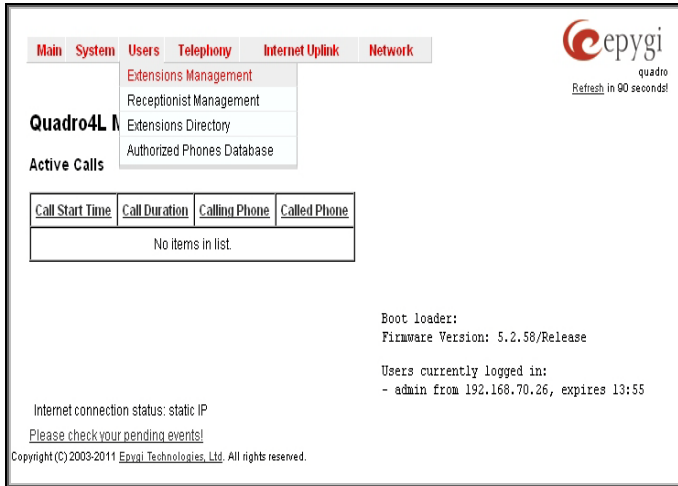 epygi
Main System Users Telephony Internet Uplink Network
quadro
Refresh in 90 seconds!
Extensions Management
Receptionist Management
Extensions Directory
Authorized Phones Database
Quadro4L
Active Calls
Call Start Time Call Duration Calling Phone Called Phone
No items in list.
Boot loader:
Firmware Version: 5.2.58/Release
Users currently logged in:
- admin from 192.168.70.26, expires 13:55
Internet connection status: static IP
Please check your pending events!
Copyright (C) 2003-2011 Epygi Technologies, Ltd. All rights reserved.